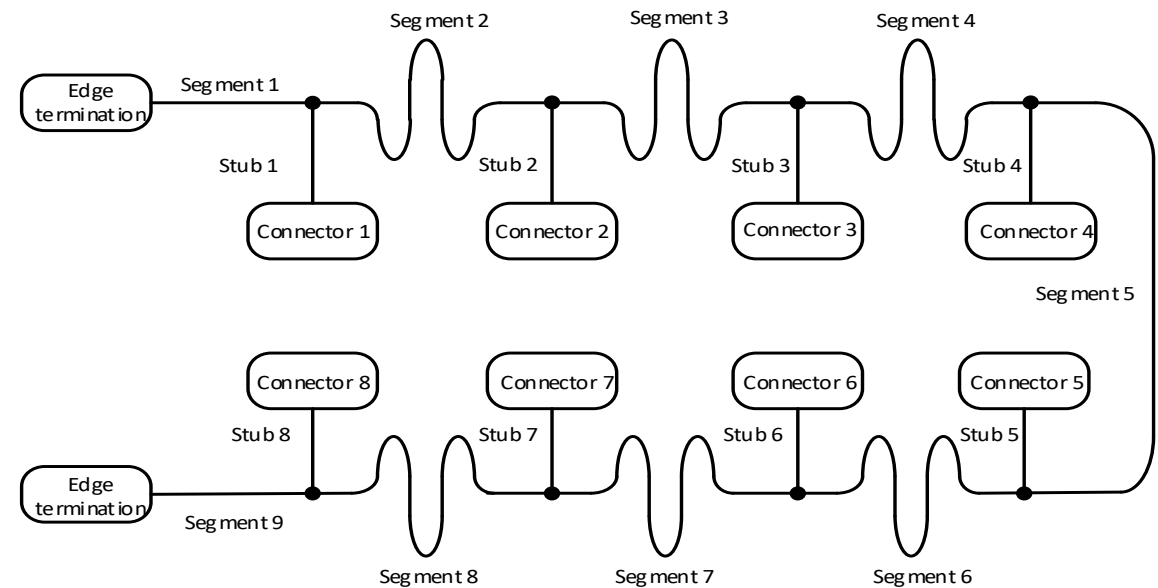 Segment 2
Segment 3
Segment 4
Edge
termination
Segment 1
Stub 1
Stub 2
Stub 3
Stub 4
Connector 1
Connector 2
Connector 3
Connector 4
Segment 5
Connector 8
Connector 7
Connector 6
Connector 5
Stub 8
Stub 7
Stub 6
Stub 5
Edge
termination
Segment 9
Segment 8
Segment 7
Segment 6